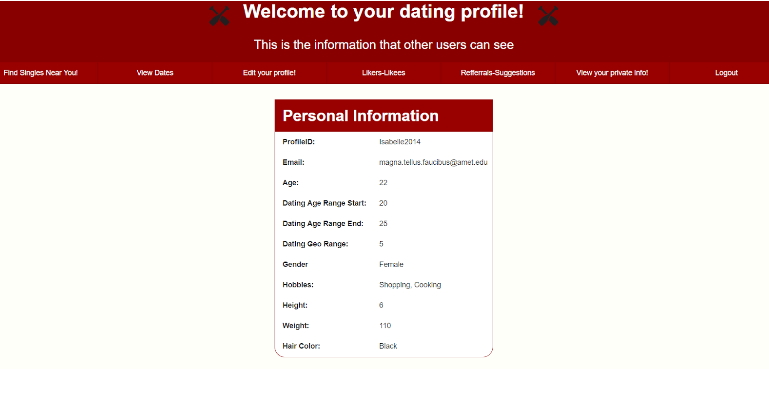 Welcome to your dating profile!
This is the information that other users can see
Find Singles Near You! View Dates Edit your profile! Likers-Likees Refferrals-Suggestions View your private info! Logout
Personal Information
ProfileID: Isabelle2014
Email: magna.tellus.faucibus@amet.edu
Age: 22
Dating Age Range Start: 20
Dating Age Range End: 25
Dating Geo Range: 5
Gender Female
Hobbies: Shopping, Cooking
Height: 6
Weight: 110
Hair Color: Black